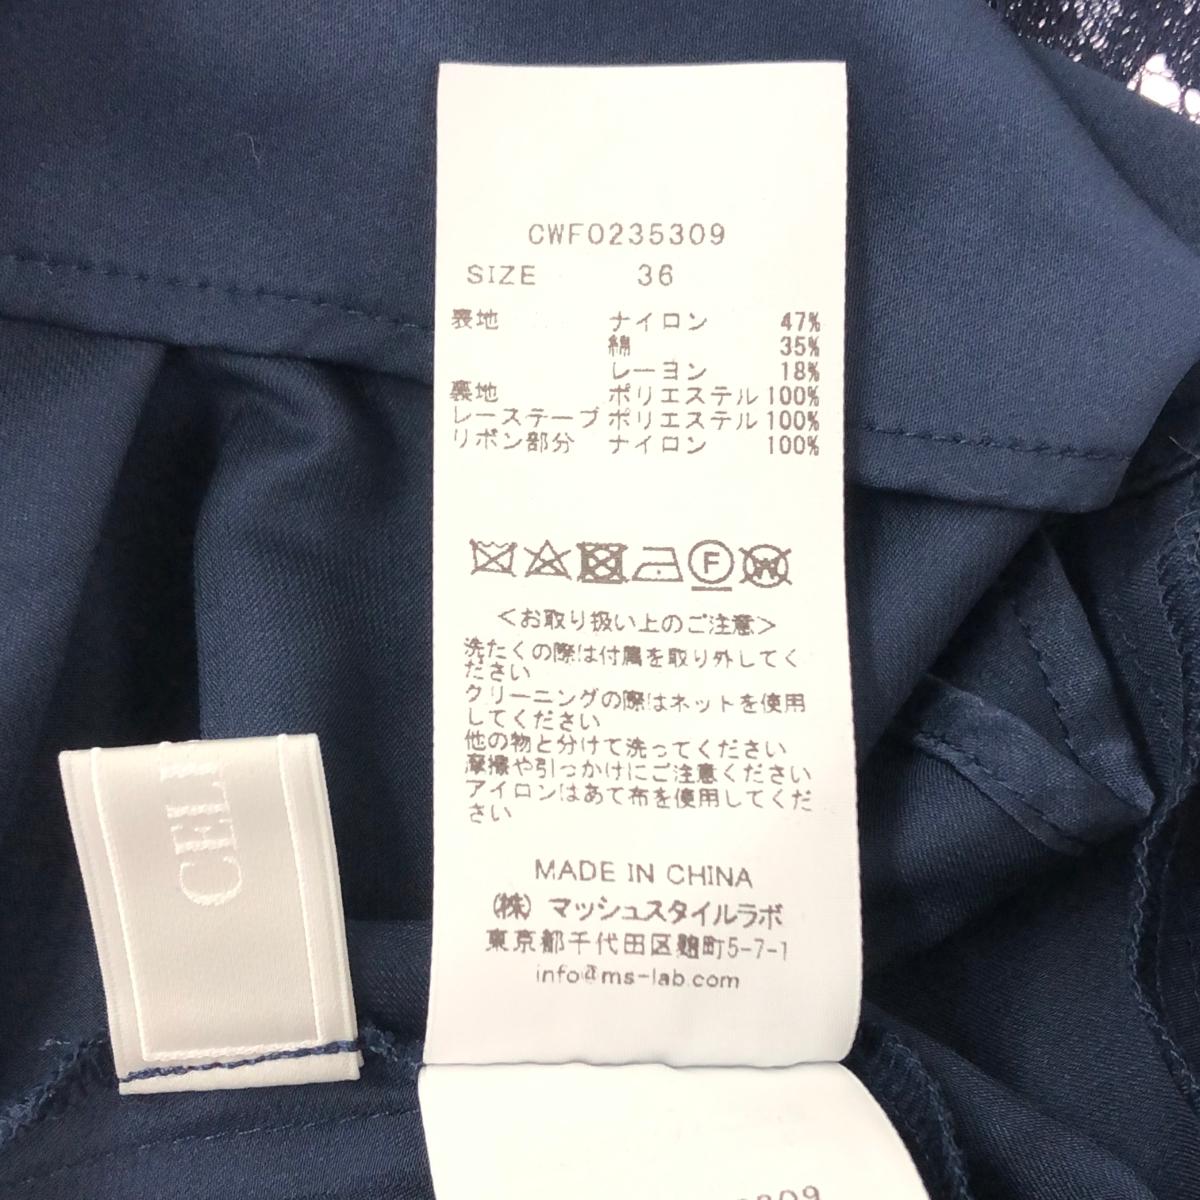 CWF0235309
SIZE 36
表地 ナイロン 47%
綿 35%
レーヨン 18%
裏地 ポリエステル 100%
レーステープ ポリエステル 100%
リボン部分 ナイロン 100%
F W
<お取り扱い上のご注意>
洗たくの際は付属を取り外してく
ださい
クリーニングの際はネットを使用
してください
他の物と分けて洗ってください
摩擦や引っかけにご注意ください
アイロンはあて布を使用してくだ
さい
MADE IN CHINA
(株) マッシュスタイルラボ
東京都千代田区麹町5-7-1
info@ms-lab.com
CEL
5309